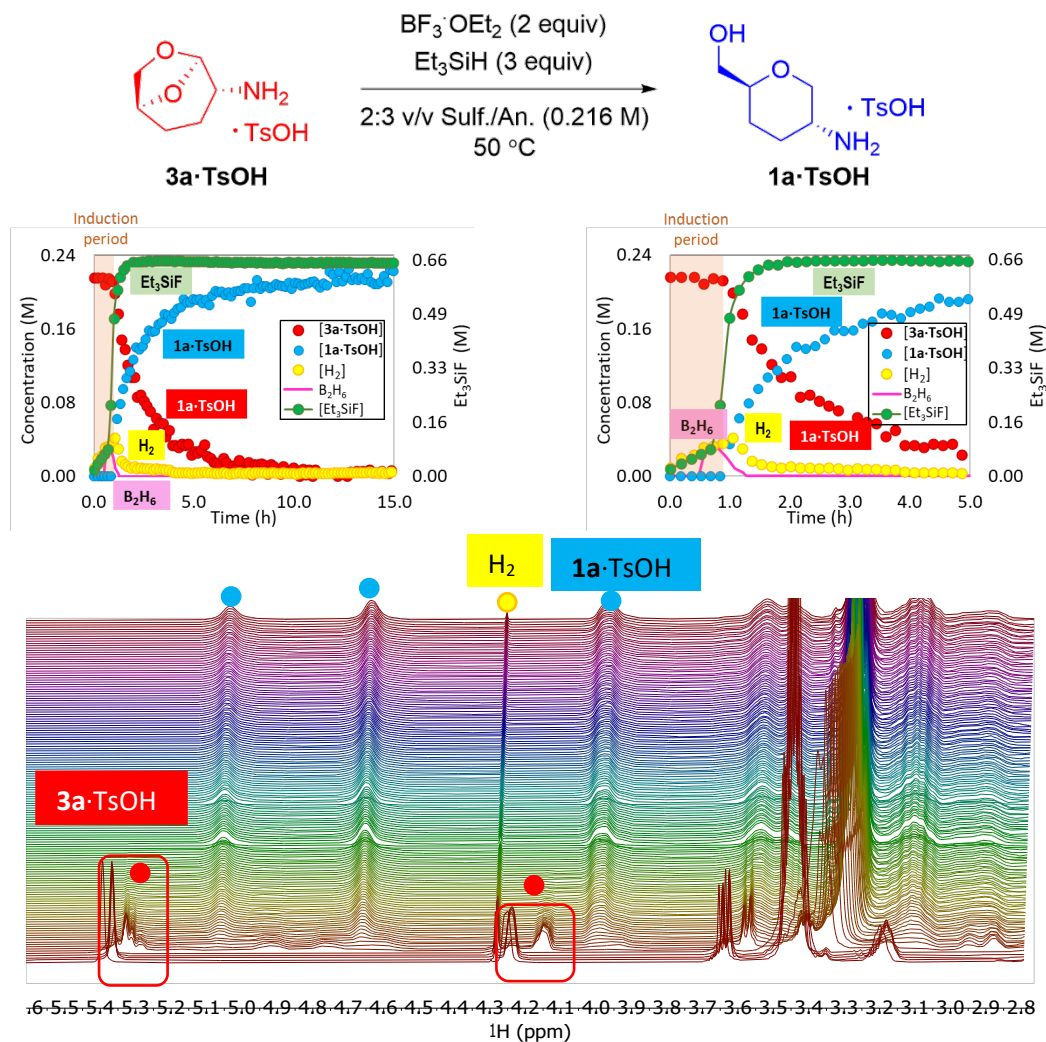 BF₃·OEt₂ (2 equiv)
Et₃SiH (3 equiv)
2:3 v/v Sulf./An. (0.216 M)
50 °C
O
O
NH₂
· TsOH
3a·TsOH
OH
O
· TsOH
NH₂
1a·TsOH
Induction
period
0.24
0.16
0.08
0.00
Concentration (M)
0.66
0.49
0.33
0.16
0.00
Et₃SiF (M)
Et₃SiF
1a·TsOH
1a·TsOH
H₂
B₂H₆
[3a·TsOH]
[1a·TsOH]
[H₂]
B₂H₆
[Et₃SiF]
0.0 5.0 10.0 15.0
Time (h)
Induction
period
0.24
0.16
0.08
0.00
Concentration (M)
0.66
0.49
0.33
0.16
0.00
Et₃SiF (M)
Et₃SiF
1a·TsOH
B₂H₆
H₂
1a·TsOH
[3a·TsOH]
[1a·TsOH]
[H₂]
B₂H₆
[Et₃SiF]
0.0 1.0 2.0 3.0 4.0 5.0
Time (h)
H₂
1a·TsOH
3a·TsOH
.6 5.5 5.4 5.3 5.2 5.1 5.0 4.9 4.8 4.7 4.6 4.5 4.4 4.3 4.2 4.1 4.0 3.9 3.8 3.7 3.6 3.5 3.4 3.3 3.2 3.1 3.0 2.9 2.8
¹H (ppm)